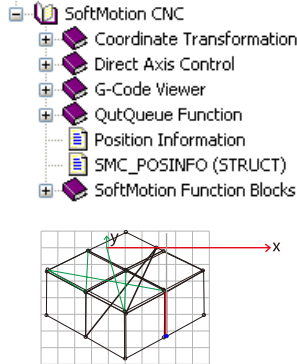 SoftMotion CNC
Coordinate Transformation
Direct Axis Control
G-Code Viewer
QutQueue Function
Position Information
SMC_POSINFO (STRUCT)
SoftMotion Function Blocks
y
x